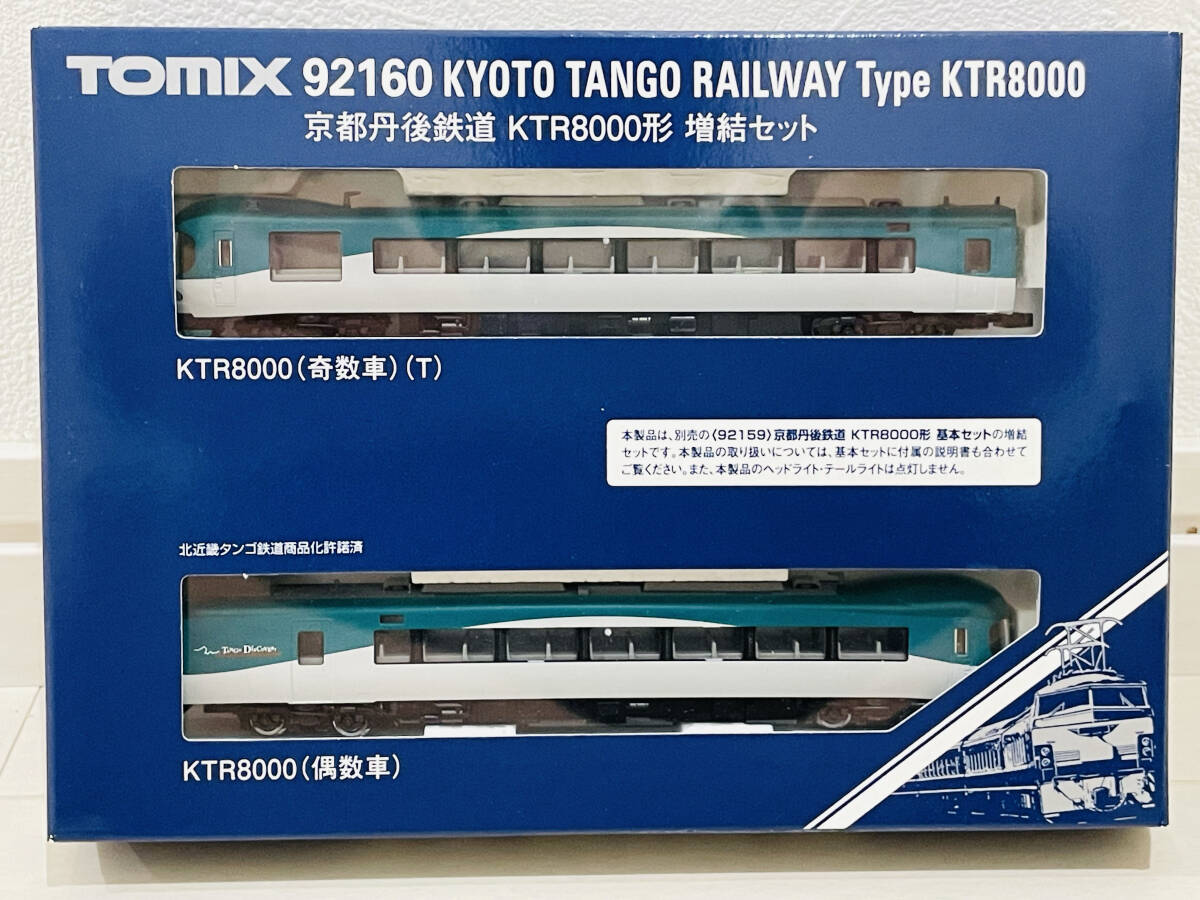 TOMIX 92160 KYOTO TANGO RAILWAY Type KTR8000
京都丹後鉄道 KTR8000形 増結セット
KTR8000(奇数車)(T)
本製品は、別売の〈92159〉京都丹後鉄道 KTR8000形 基本セットの増結
セットです。本製品の取り扱いについては、基本セットに付属の説明書も合わせて
ご覧ください。また、本製品のヘッドライト・テールライトは点灯しません。
北近畿タンゴ鉄道商品化許諾済
Tango Discovery
KTR8000(偶数車)